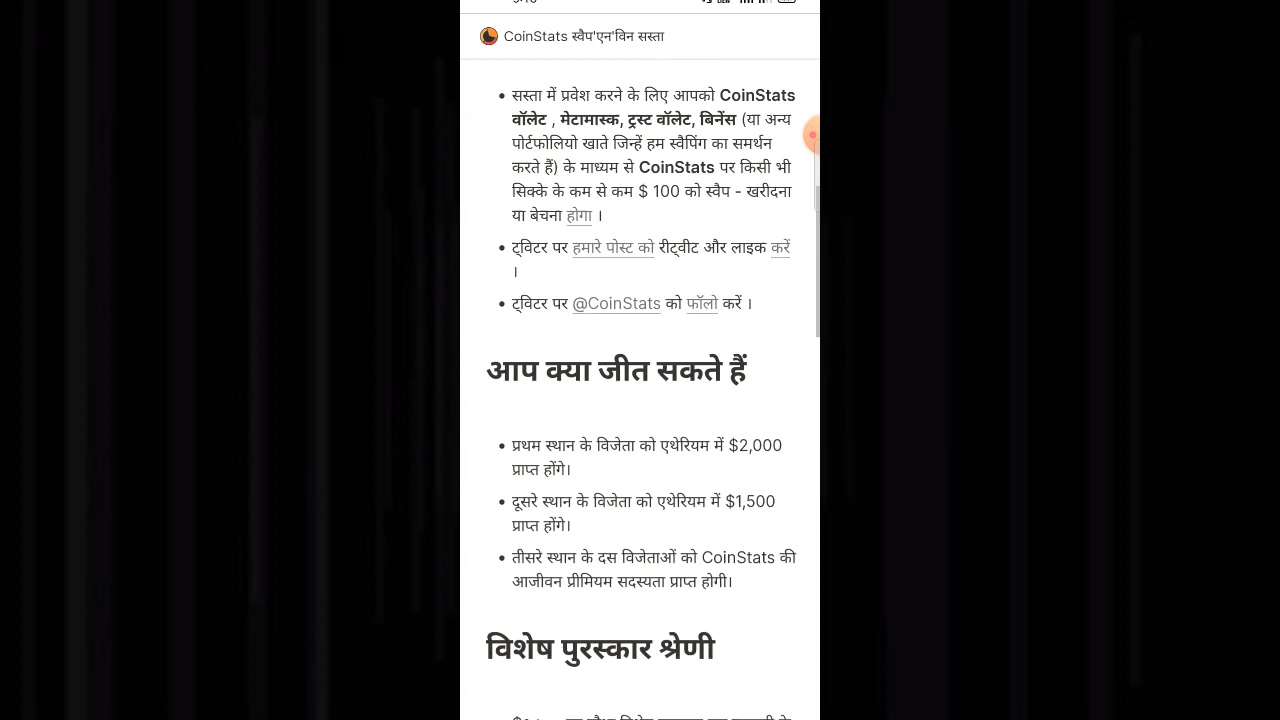 CoinStats स्वैप'एन'विन सस्ता
• सस्ता में प्रवेश करने के लिए आपको CoinStats
वॉलेट , मेटामास्क, ट्रस्ट वॉलेट, बिनेंस (या अन्य
पोर्टफोलियो खाते जिन्हें हम स्वैपिंग का समर्थन
करते हैं) के माध्यम से CoinStats पर किसी भी
सिक्के के कम से कम $ 100 को स्वैप - खरीदना
या बेचना होगा ।
• ट्विटर पर हमारे पोस्ट को रीट्वीट और लाइक करें
।
• ट्विटर पर @CoinStats को फॉलो करें ।
आप क्या जीत सकते हैं
• प्रथम स्थान के विजेता को एथेरियम में $2,000
प्राप्त होंगे।
• दूसरे स्थान के विजेता को एथेरियम में $1,500
प्राप्त होंगे।
• तीसरे स्थान के दस विजेताओं को CoinStats की
आजीवन प्रीमियम सदस्यता प्राप्त होगी।
विशेष पुरस्कार श्रेणी